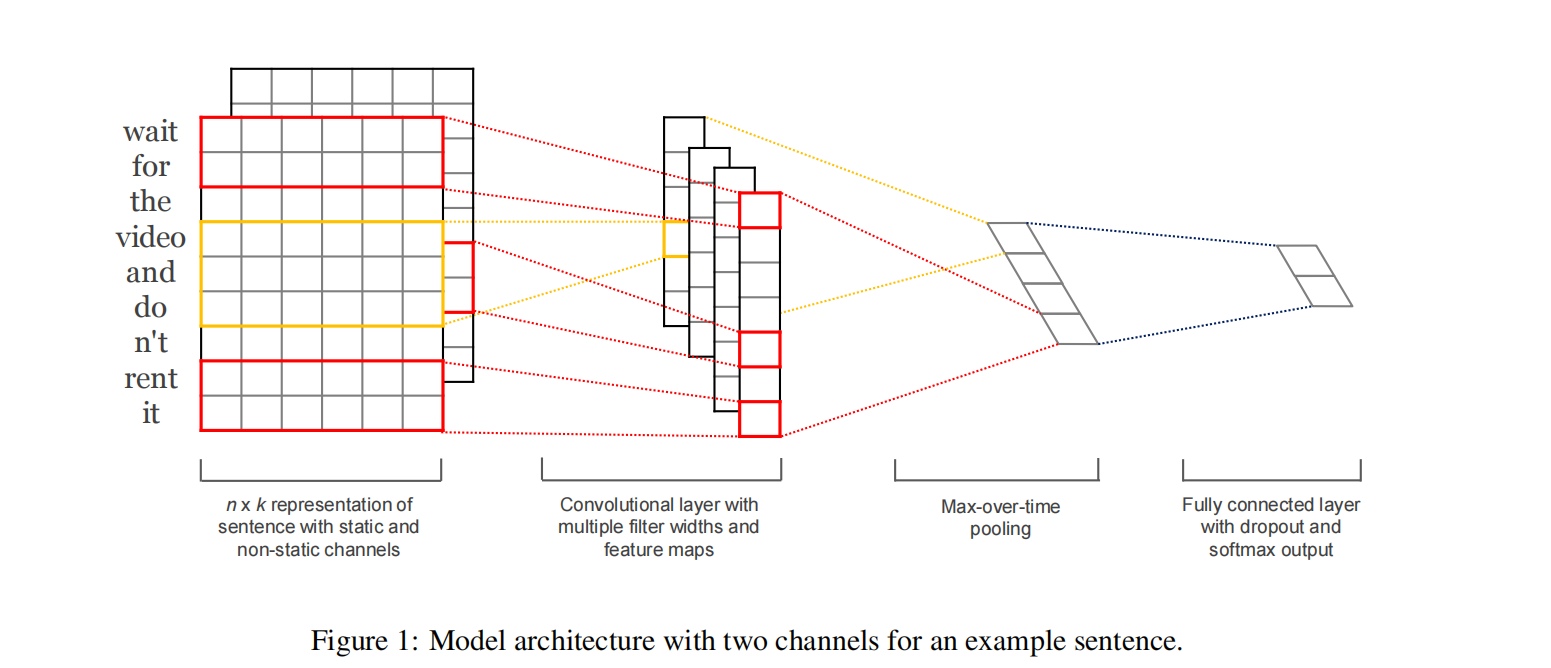 wait
for
the
video
and
do
n't
rent
it
n x k representation of
sentence with static and
non-static channels
Convolutional layer with
multiple filter widths and
feature maps
Max-over-time
pooling
Fully connected layer
with dropout and
softmax output
Figure 1: Model architecture with two channels for an example sentence.